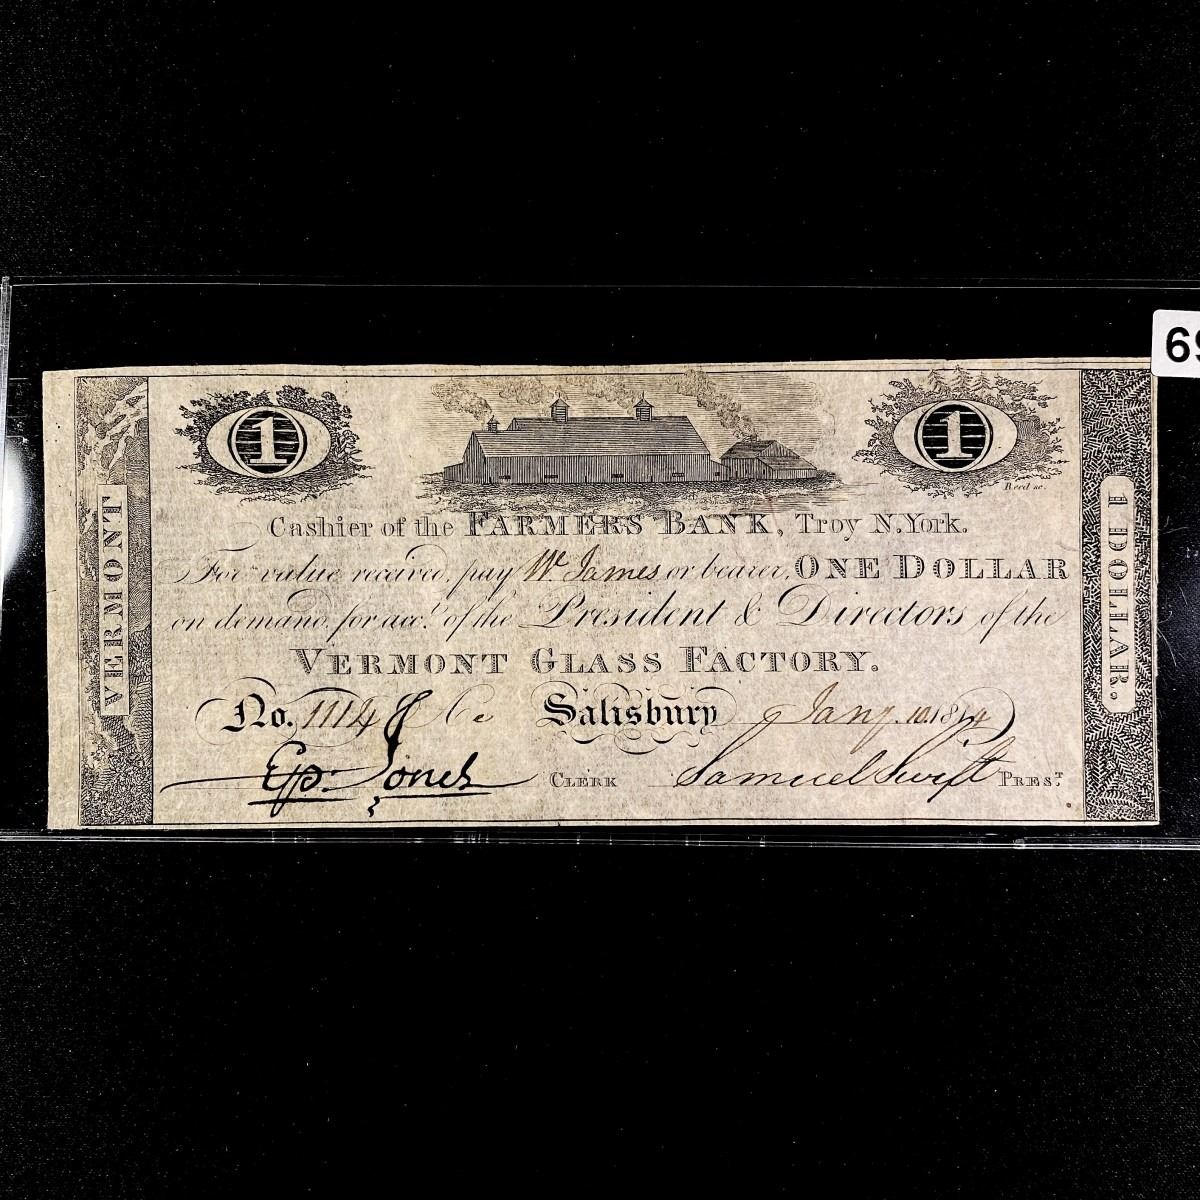 69
1
1
Reed sc.
VERMONT
1 DOLLAR.
Cashier of the FARMERS BANK, Troy N.York.
For value received, pay Wm James or bearer, ONE DOLLAR
on demand, for acct. of the President & Directors of the
VERMONT GLASS FACTORY.
No. 1114 Salisbury Jany. 10. 1814
Ep. Jones CLERK Samuel Swift PREST.